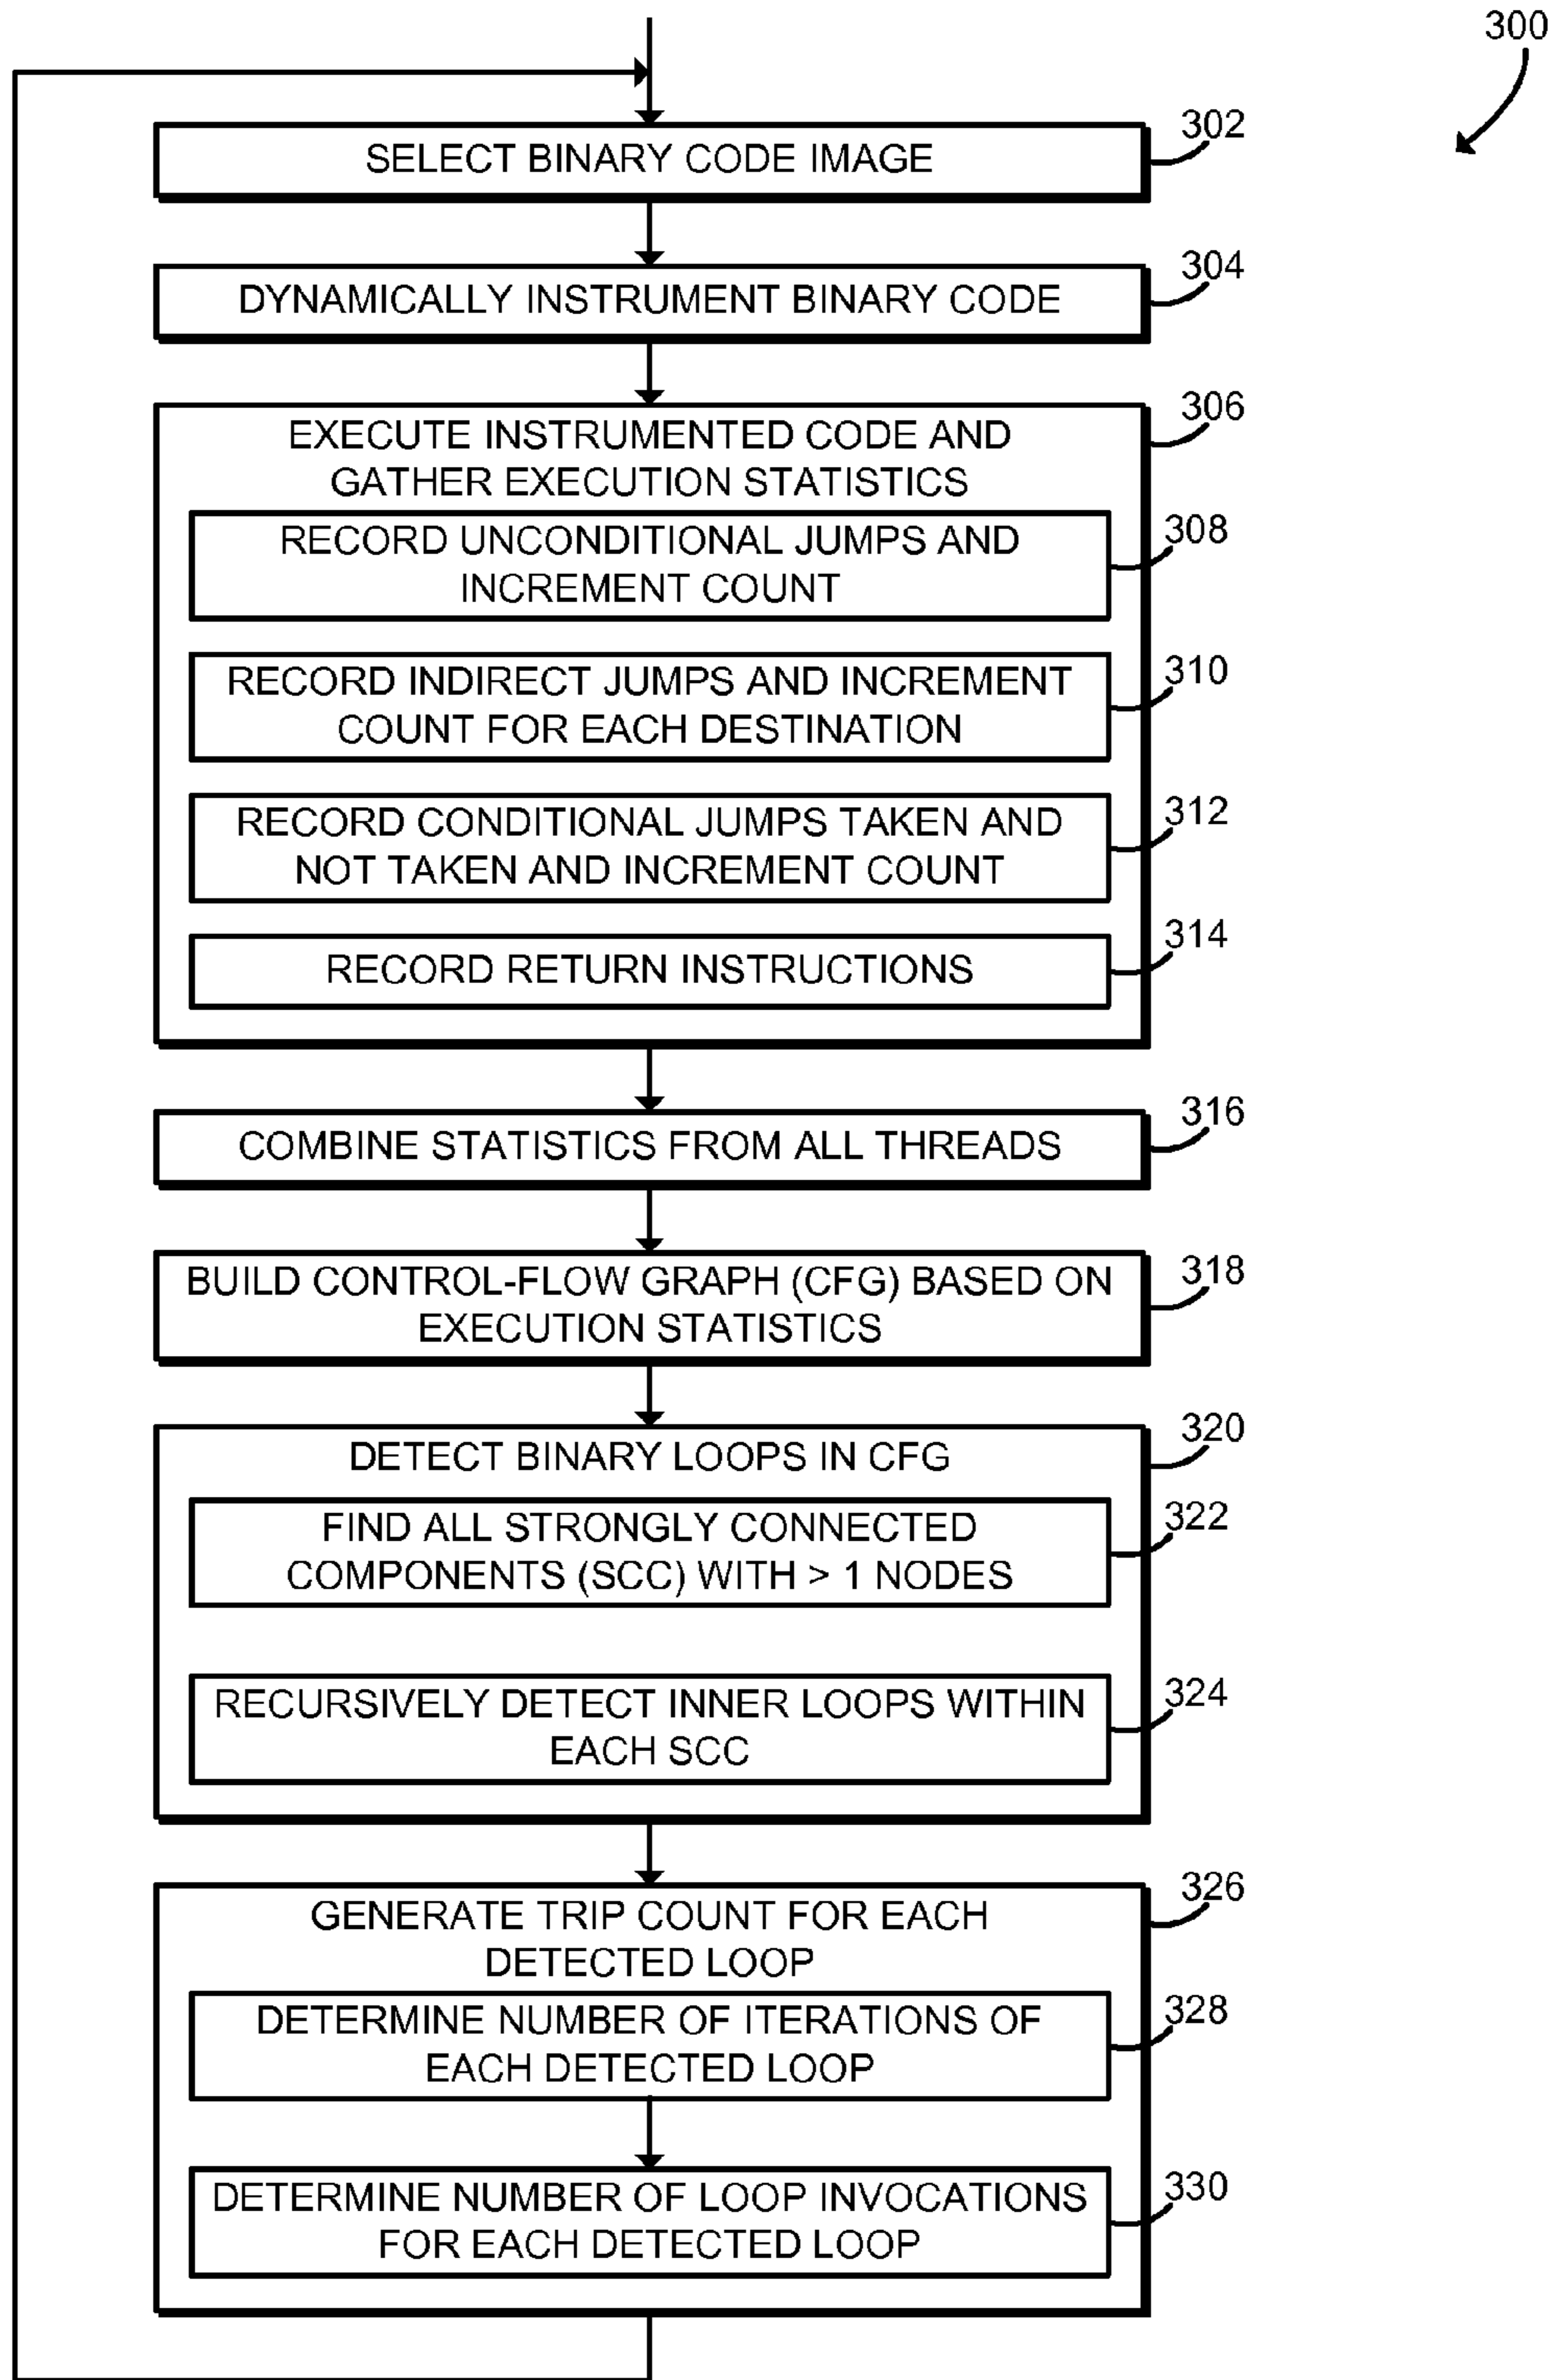 300
302
SELECT BINARY CODE IMAGE
304
DYNAMICALLY INSTRUMENT BINARY CODE
306
EXECUTE INSTRUMENTED CODE AND
GATHER EXECUTION STATISTICS
308
RECORD UNCONDITIONAL JUMPS AND
INCREMENT COUNT
310
RECORD INDIRECT JUMPS AND INCREMENT
COUNT FOR EACH DESTINATION
312
RECORD CONDITIONAL JUMPS TAKEN AND
NOT TAKEN AND INCREMENT COUNT
314
RECORD RETURN INSTRUCTIONS
316
COMBINE STATISTICS FROM ALL THREADS
318
BUILD CONTROL-FLOW GRAPH (CFG) BASED ON
EXECUTION STATISTICS
320
DETECT BINARY LOOPS IN CFG
322
FIND ALL STRONGLY CONNECTED
COMPONENTS (SCC) WITH > 1 NODES
324
RECURSIVELY DETECT INNER LOOPS WITHIN
EACH SCC
326
GENERATE TRIP COUNT FOR EACH
DETECTED LOOP
328
DETERMINE NUMBER OF ITERATIONS OF
EACH DETECTED LOOP
330
DETERMINE NUMBER OF LOOP INVOCATIONS
FOR EACH DETECTED LOOP